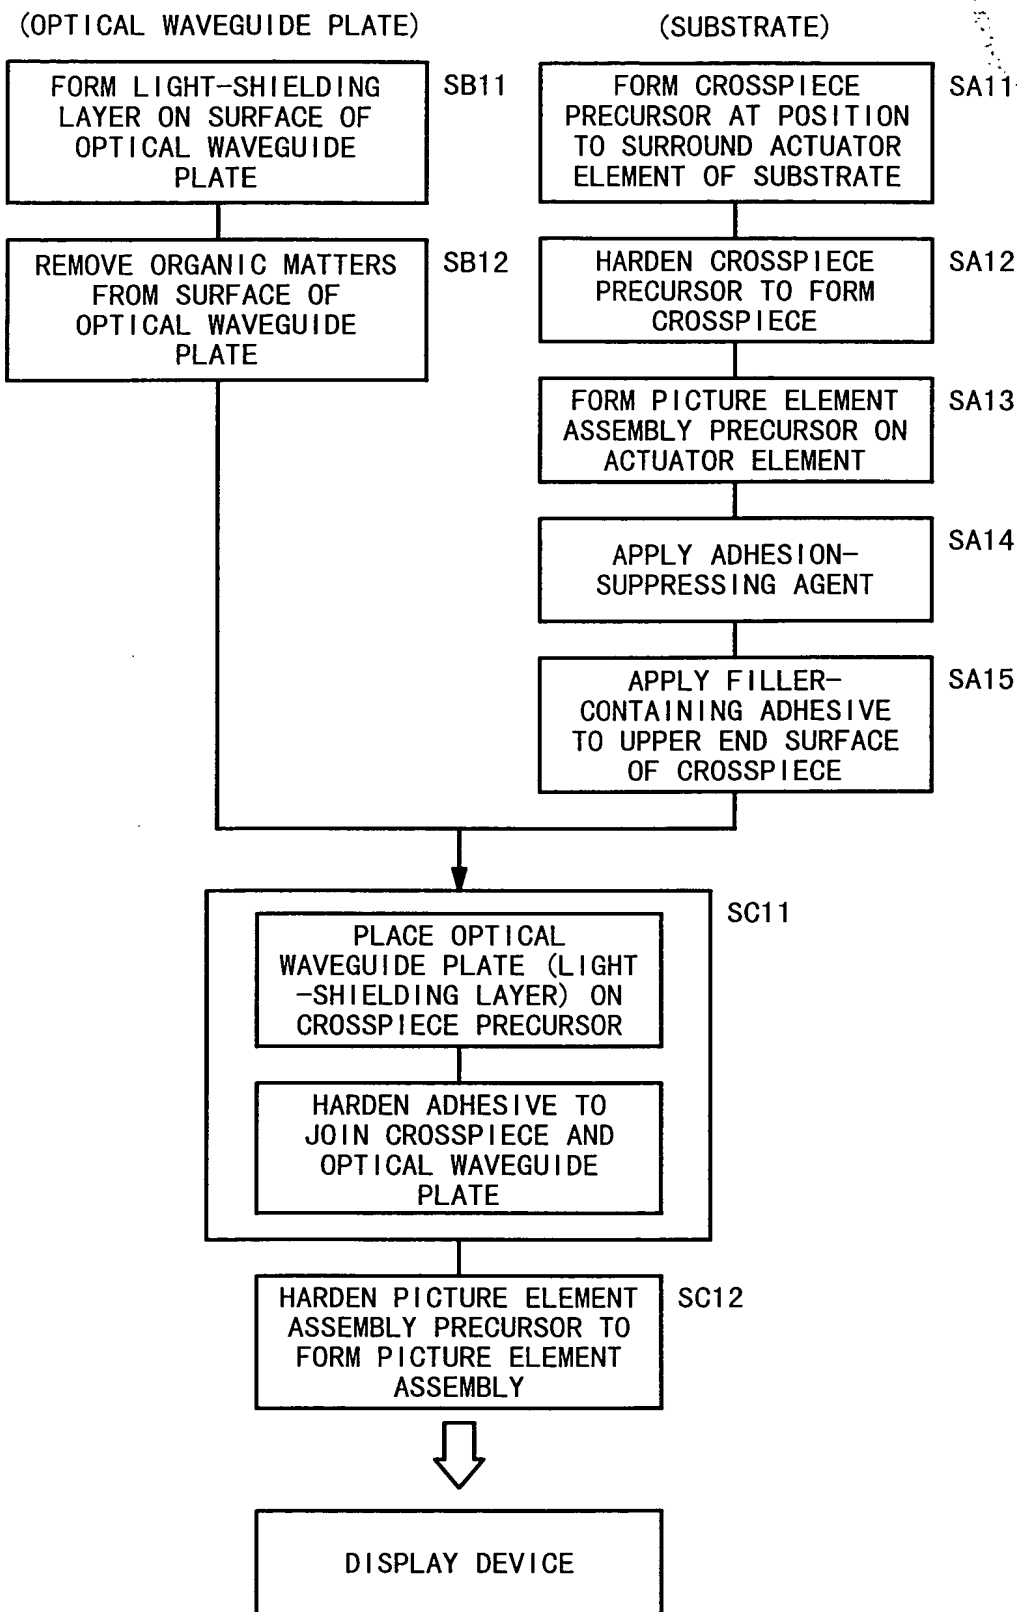 (OPTICAL WAVEGUIDE PLATE)
FORM LIGHT-SHIELDING
LAYER ON SURFACE OF
OPTICAL WAVEGUIDE
PLATE
SB11
REMOVE ORGANIC MATTERS
FROM SURFACE OF
OPTICAL WAVEGUIDE
PLATE
SB12
(SUBSTRATE)
FORM CROSSPIECE
PRECURSOR AT POSITION
TO SURROUND ACTUATOR
ELEMENT OF SUBSTRATE
SA11
HARDEN CROSSPIECE
PRECURSOR TO FORM
CROSSPIECE
SA12
FORM PICTURE ELEMENT
ASSEMBLY PRECURSOR ON
ACTUATOR ELEMENT
SA13
APPLY ADHESION-
SUPPRESSING AGENT
SA14
APPLY FILLER-
CONTAINING ADHESIVE
TO UPPER END SURFACE
OF CROSSPIECE
SA15
PLACE OPTICAL
WAVEGUIDE PLATE (LIGHT
-SHIELDING LAYER) ON
CROSSPIECE PRECURSOR
SC11
HARDEN ADHESIVE TO
JOIN CROSSPIECE AND
OPTICAL WAVEGUIDE
PLATE
HARDEN PICTURE ELEMENT
ASSEMBLY PRECURSOR TO
FORM PICTURE ELEMENT
ASSEMBLY
SC12
DISPLAY DEVICE